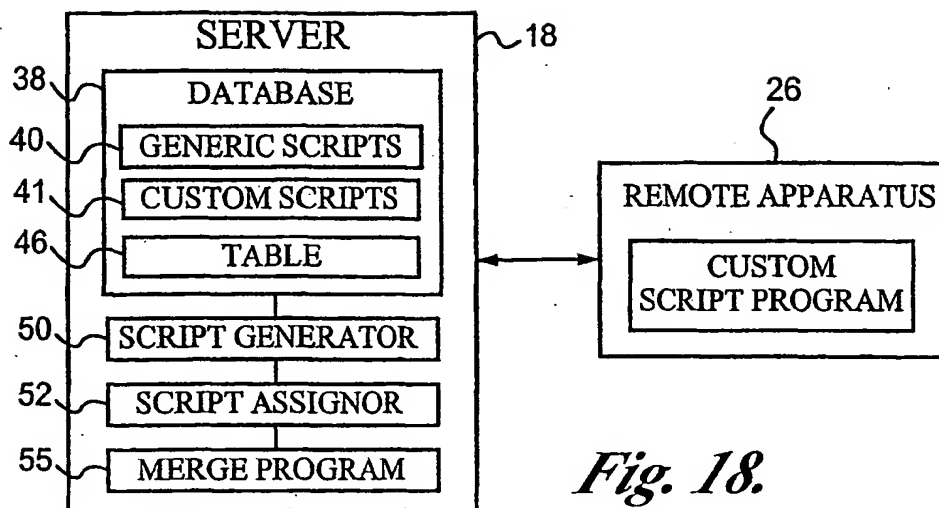 SERVER
18
38
DATABASE
40
GENERIC SCRIPTS
41
CUSTOM SCRIPTS
46
TABLE
50
SCRIPT GENERATOR
52
SCRIPT ASSIGNOR
55
MERGE PROGRAM
26
REMOTE APPARATUS
CUSTOM
SCRIPT PROGRAM
Fig. 18.